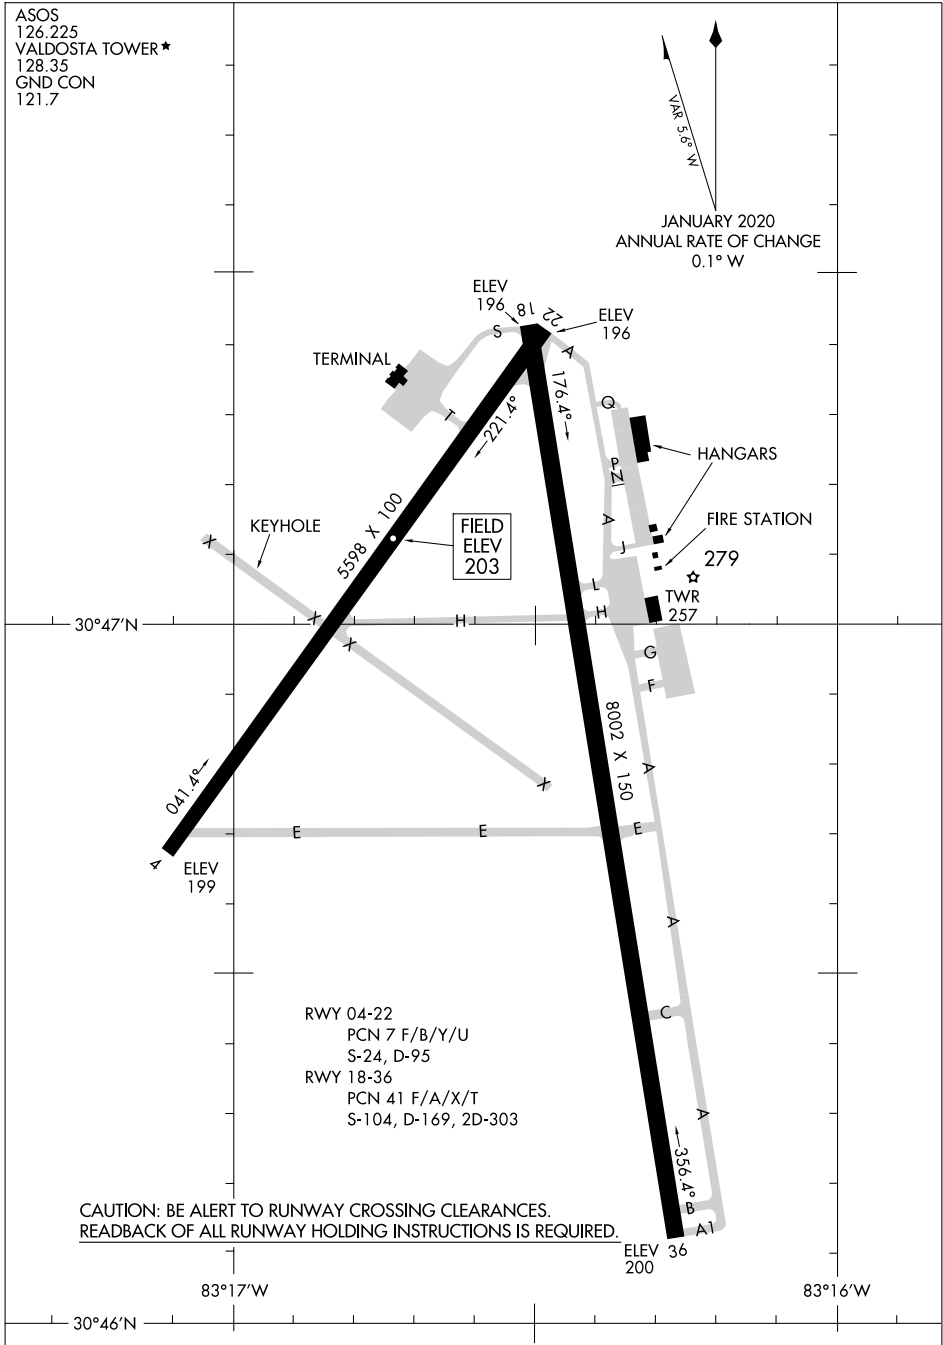 ASOS
126.225
VALDOSTA TOWER★
128.35
GND CON
121.7
VAR 5.6° W
JANUARY 2020
ANNUAL RATE OF CHANGE
0.1° W
ELEV
196
18
22
ELEV
196
S
A
TERMINAL
T
221.4°
176.4°
Q
HANGARS
P
N
A
FIRE STATION
J
279
TWR
257
KEYHOLE
5598 X 100
FIELD
ELEV
203
X
X
X
X
L
H
H
30°47'N
G
F
8002 X 150
A
041.4°
E
E
E
4
ELEV
199
A
C
RWY 04-22
PCN 7 F/B/Y/U
S-24, D-95
RWY 18-36
PCN 41 F/A/X/T
S-104, D-169, 2D-303
A
356.4°
B
A1
CAUTION: BE ALERT TO RUNWAY CROSSING CLEARANCES.
READBACK OF ALL RUNWAY HOLDING INSTRUCTIONS IS REQUIRED.
ELEV
200
36
83°17'W
83°16'W
30°46'N